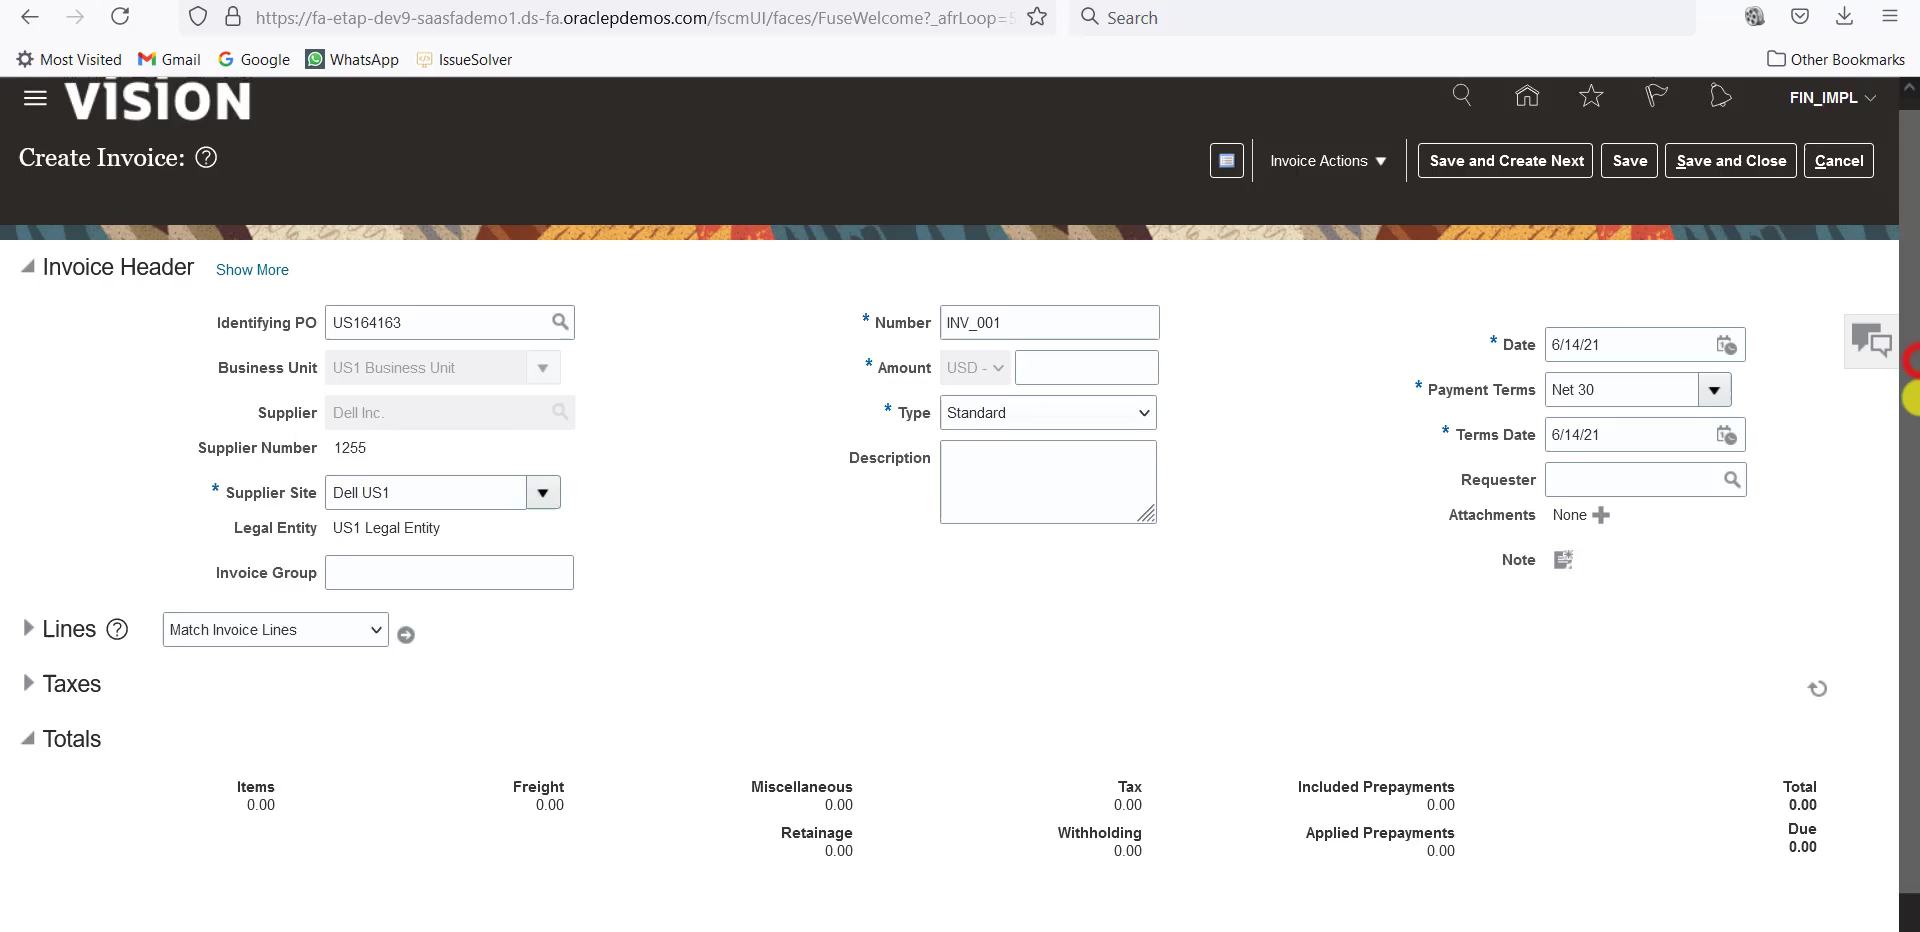 https://fa-etap-dev9-saasfademo1.ds-fa.oraclepdemos.com/fscmUI/faces/FuseWelcome?_afrLoop=5
Search
Most Visited Gmail Google WhatsApp IssueSolver Other Bookmarks
VISION
FIN_IMPL
Create Invoice: ?
Invoice Actions
Save and Create Next
Save
Save and Close
Cancel
Invoice Header Show More
Identifying PO US164163
Business Unit US1 Business Unit
Supplier Dell Inc.
Supplier Number 1255
* Supplier Site Dell US1
Legal Entity US1 Legal Entity
Invoice Group
* Number INV_001
* Amount USD -
* Type Standard
Description
* Date 6/14/21
* Payment Terms Net 30
* Terms Date 6/14/21
Requester
Attachments None
Note
Lines ? Match Invoice Lines
Taxes
Totals
Items Freight Miscellaneous Tax Included Prepayments Total
0.00 0.00 0.00 0.00 0.00 0.00
Retainage Withholding Applied Prepayments Due
0.00 0.00 0.00 0.00